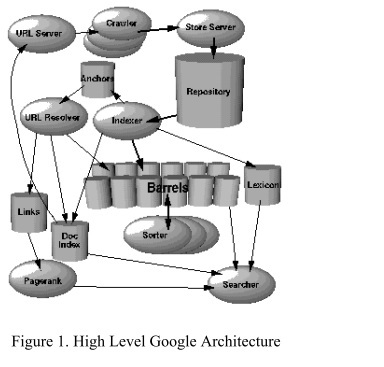 URL Server
Crawler
Store Server
Anchors
Repository
URL Resolver
Indexer
Barrels
Lexicon
Links
Doc
Index
Sorter
Pagerank
Searcher
Figure 1. High Level Google Architecture